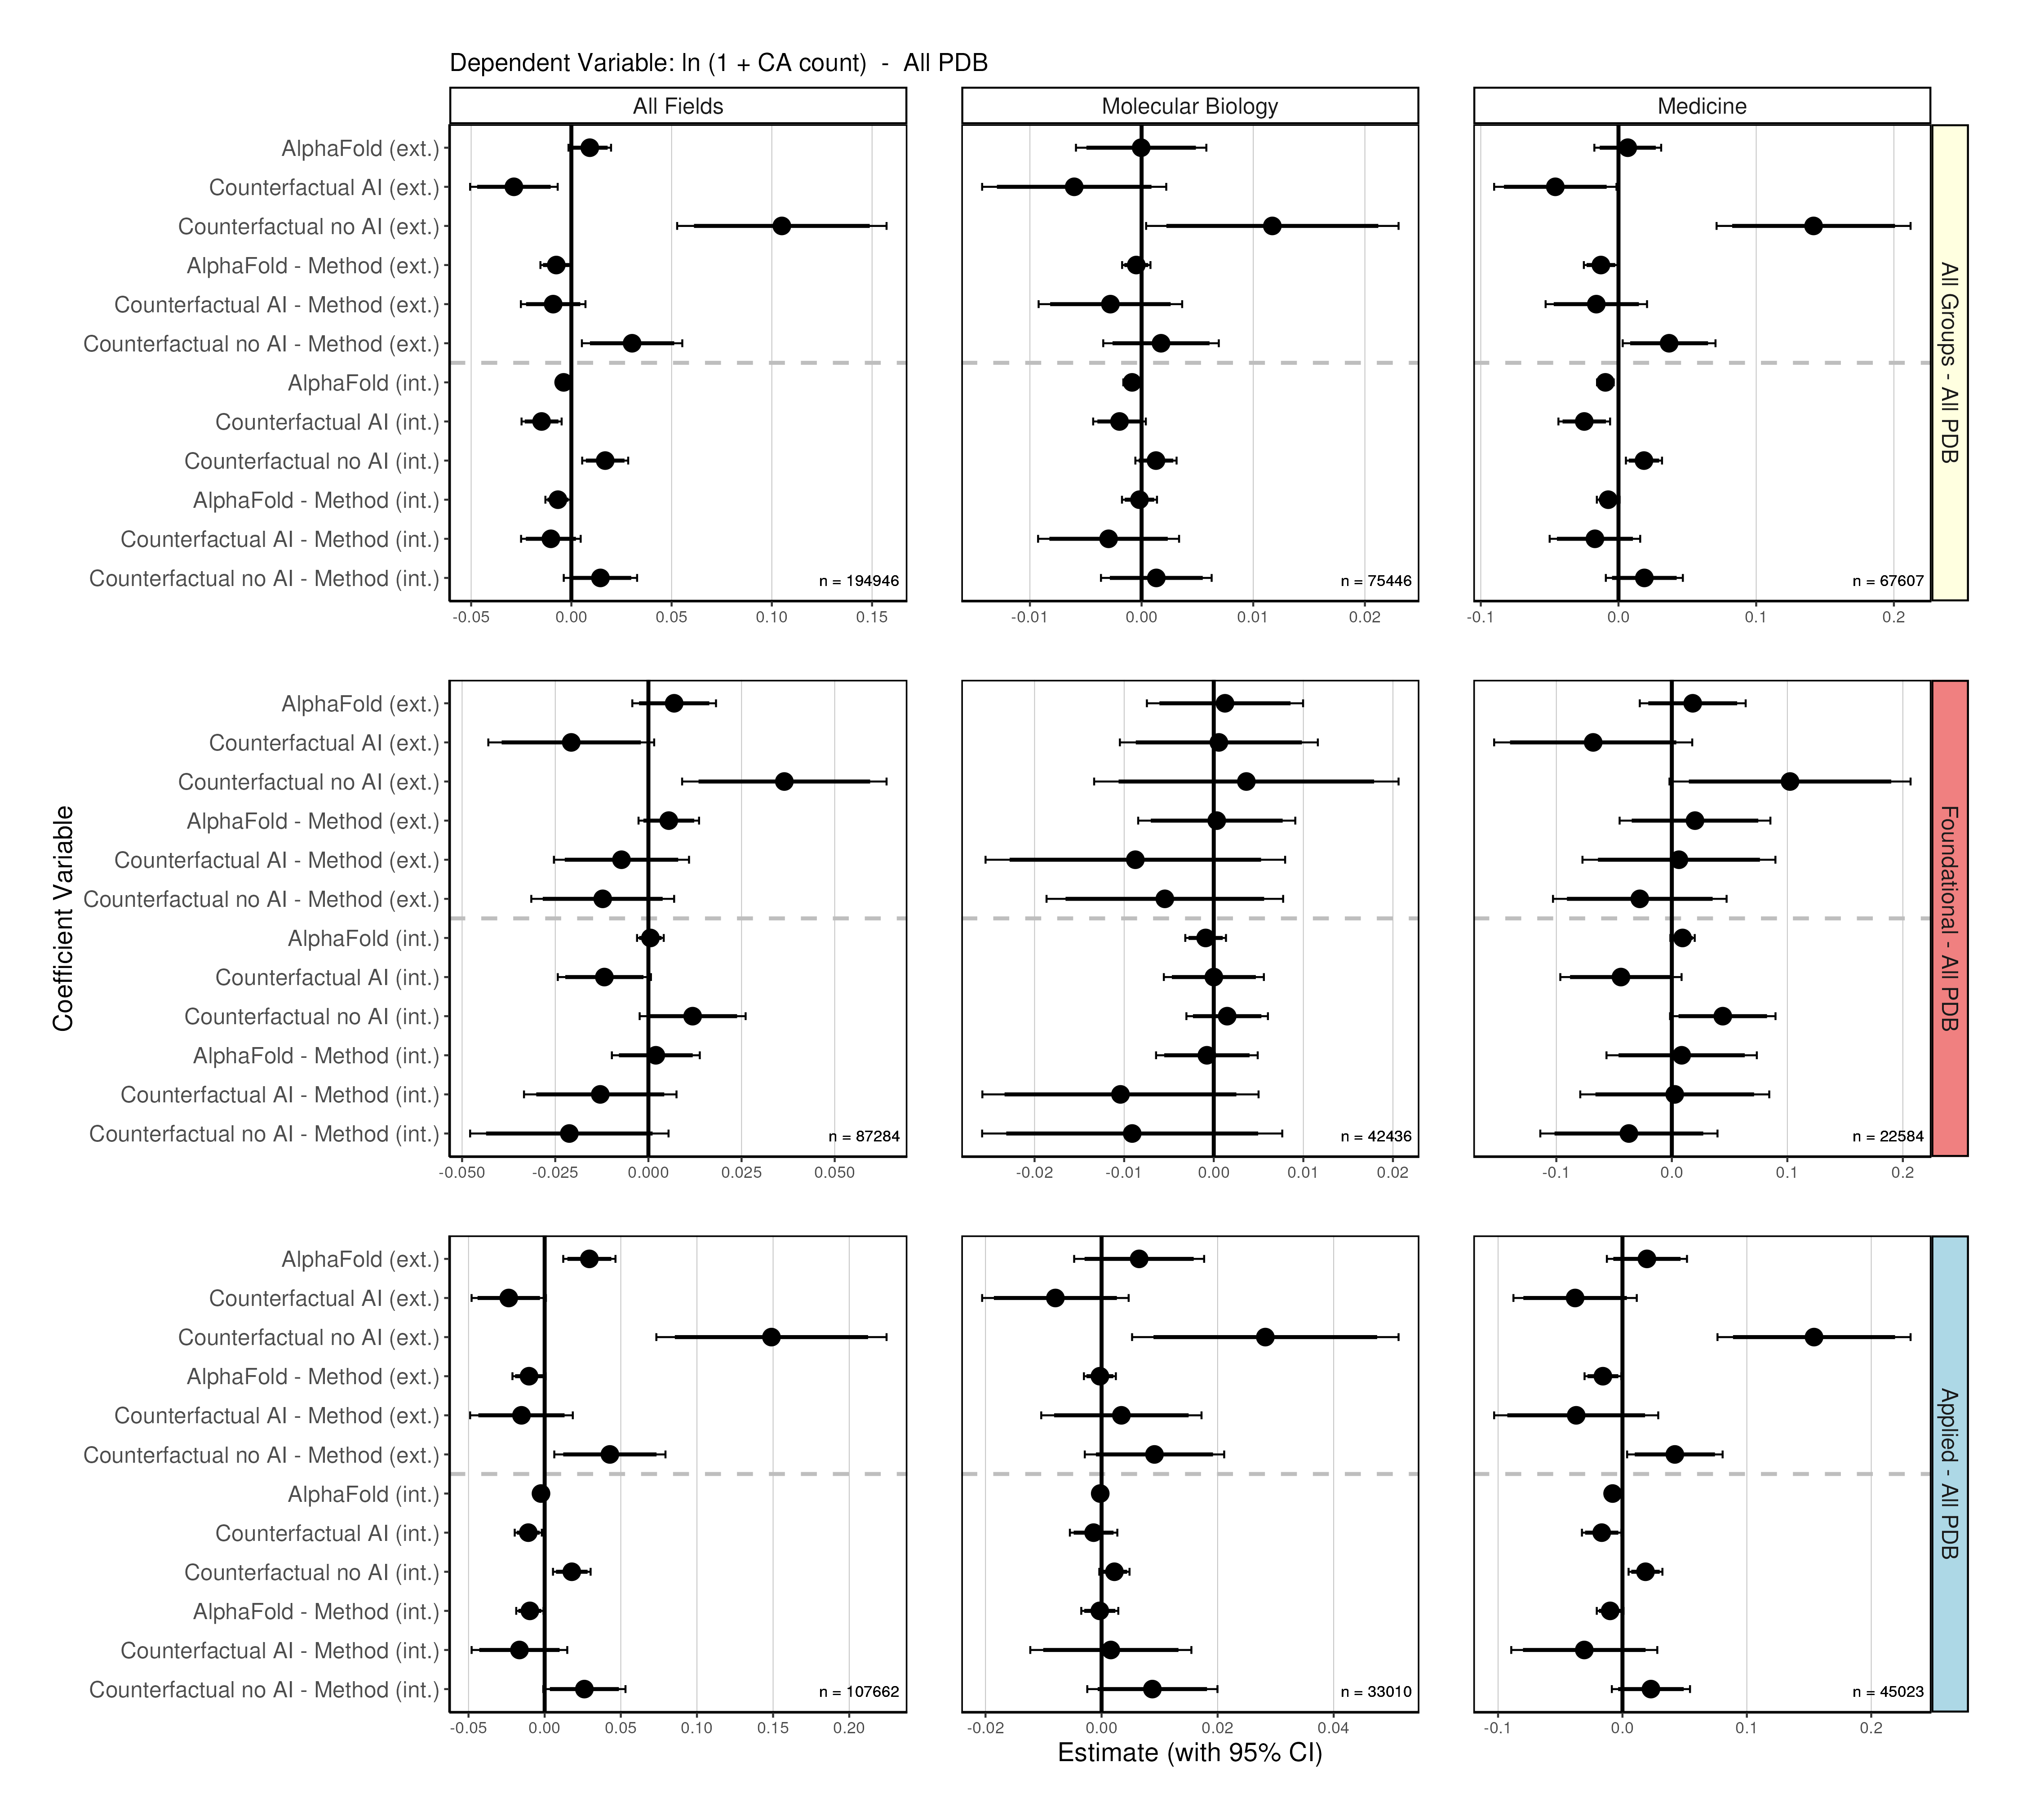 Dependent Variable: ln (1 + CA count)  -  All PDB
All Fields
Molecular Biology
Medicine
Coefficient Variable
AlphaFold (ext.)
Counterfactual AI (ext.)
Counterfactual no AI (ext.)
AlphaFold - Method (ext.)
Counterfactual AI - Method (ext.)
Counterfactual no AI - Method (ext.)
AlphaFold (int.)
Counterfactual AI (int.)
Counterfactual no AI (int.)
AlphaFold - Method (int.)
Counterfactual AI - Method (int.)
Counterfactual no AI - Method (int.)
n = 194946
n = 75446
n = 67607
All Groups - All PDB
-0.05 0.00 0.05 0.10 0.15
-0.01 0.00 0.01 0.02
-0.1 0.0 0.1 0.2
AlphaFold (ext.)
Counterfactual AI (ext.)
Counterfactual no AI (ext.)
AlphaFold - Method (ext.)
Counterfactual AI - Method (ext.)
Counterfactual no AI - Method (ext.)
AlphaFold (int.)
Counterfactual AI (int.)
Counterfactual no AI (int.)
AlphaFold - Method (int.)
Counterfactual AI - Method (int.)
Counterfactual no AI - Method (int.)
n = 87284
n = 42436
n = 22584
Foundational - All PDB
-0.050 -0.025 0.000 0.025 0.050
-0.02 -0.01 0.00 0.01 0.02
-0.1 0.0 0.1 0.2
AlphaFold (ext.)
Counterfactual AI (ext.)
Counterfactual no AI (ext.)
AlphaFold - Method (ext.)
Counterfactual AI - Method (ext.)
Counterfactual no AI - Method (ext.)
AlphaFold (int.)
Counterfactual AI (int.)
Counterfactual no AI (int.)
AlphaFold - Method (int.)
Counterfactual AI - Method (int.)
Counterfactual no AI - Method (int.)
n = 107662
n = 33010
n = 45023
Applied - All PDB
-0.05 0.00 0.05 0.10 0.15 0.20
-0.02 0.00 0.02 0.04
-0.1 0.0 0.1 0.2
Estimate (with 95% CI)